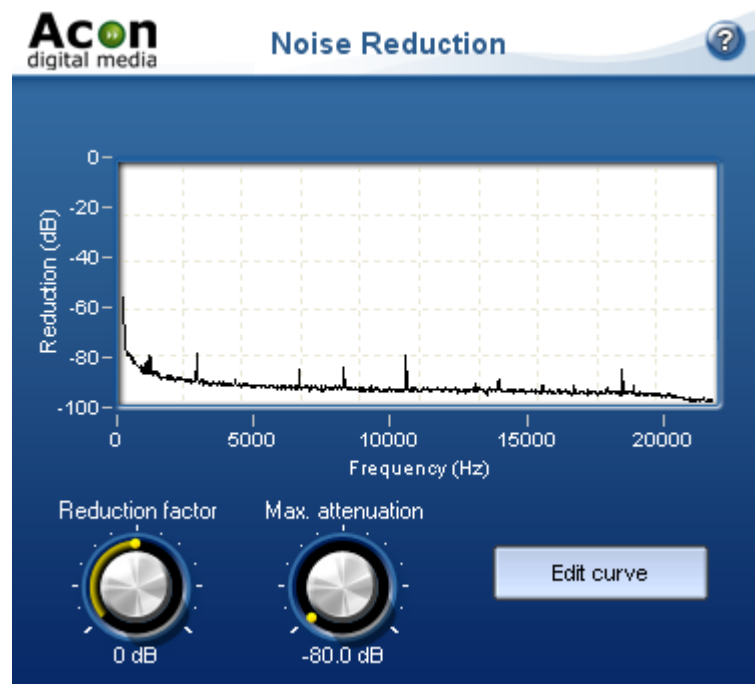 Acon
digital media
Noise Reduction
?
Reduction (dB)
0
-20
-40
-60
-80
-100
0 5000 10000 15000 20000
Frequency (Hz)
Reduction factor
Max. attenuation
0 dB
-80.0 dB
Edit curve